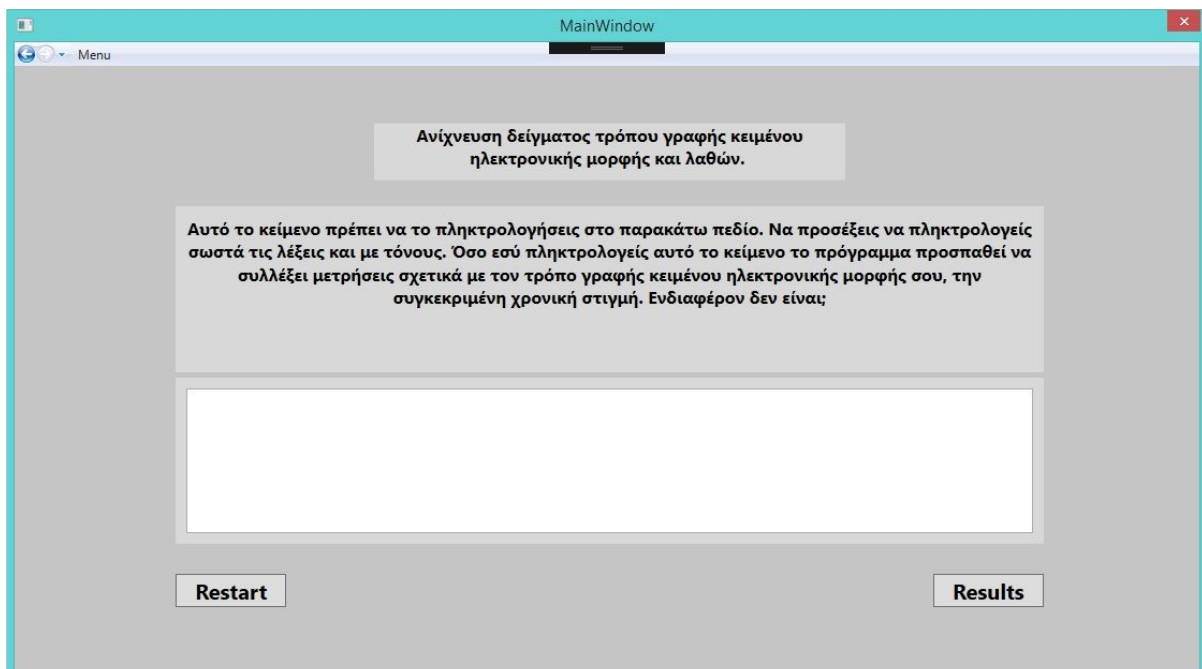 MainWindow
Menu
Ανίχνευση δείγματος τρόπου γραφής κειμένου
ηλεκτρονικής μορφής και λαθών.
Αυτό το κείμενο πρέπει να το πληκτρολογήσεις στο παρακάτω πεδίο. Να προσέξεις να πληκτρολογείς
σωστά τις λέξεις και με τόνους. Όσο εσύ πληκτρολογείς αυτό το κείμενο το πρόγραμμα προσπαθεί να
συλλέξει μετρήσεις σχετικά με τον τρόπο γραφής κειμένου ηλεκτρονικής μορφής σου, την
συγκεκριμένη χρονική στιγμή. Ενδιαφέρον δεν είναι;
Restart
Results